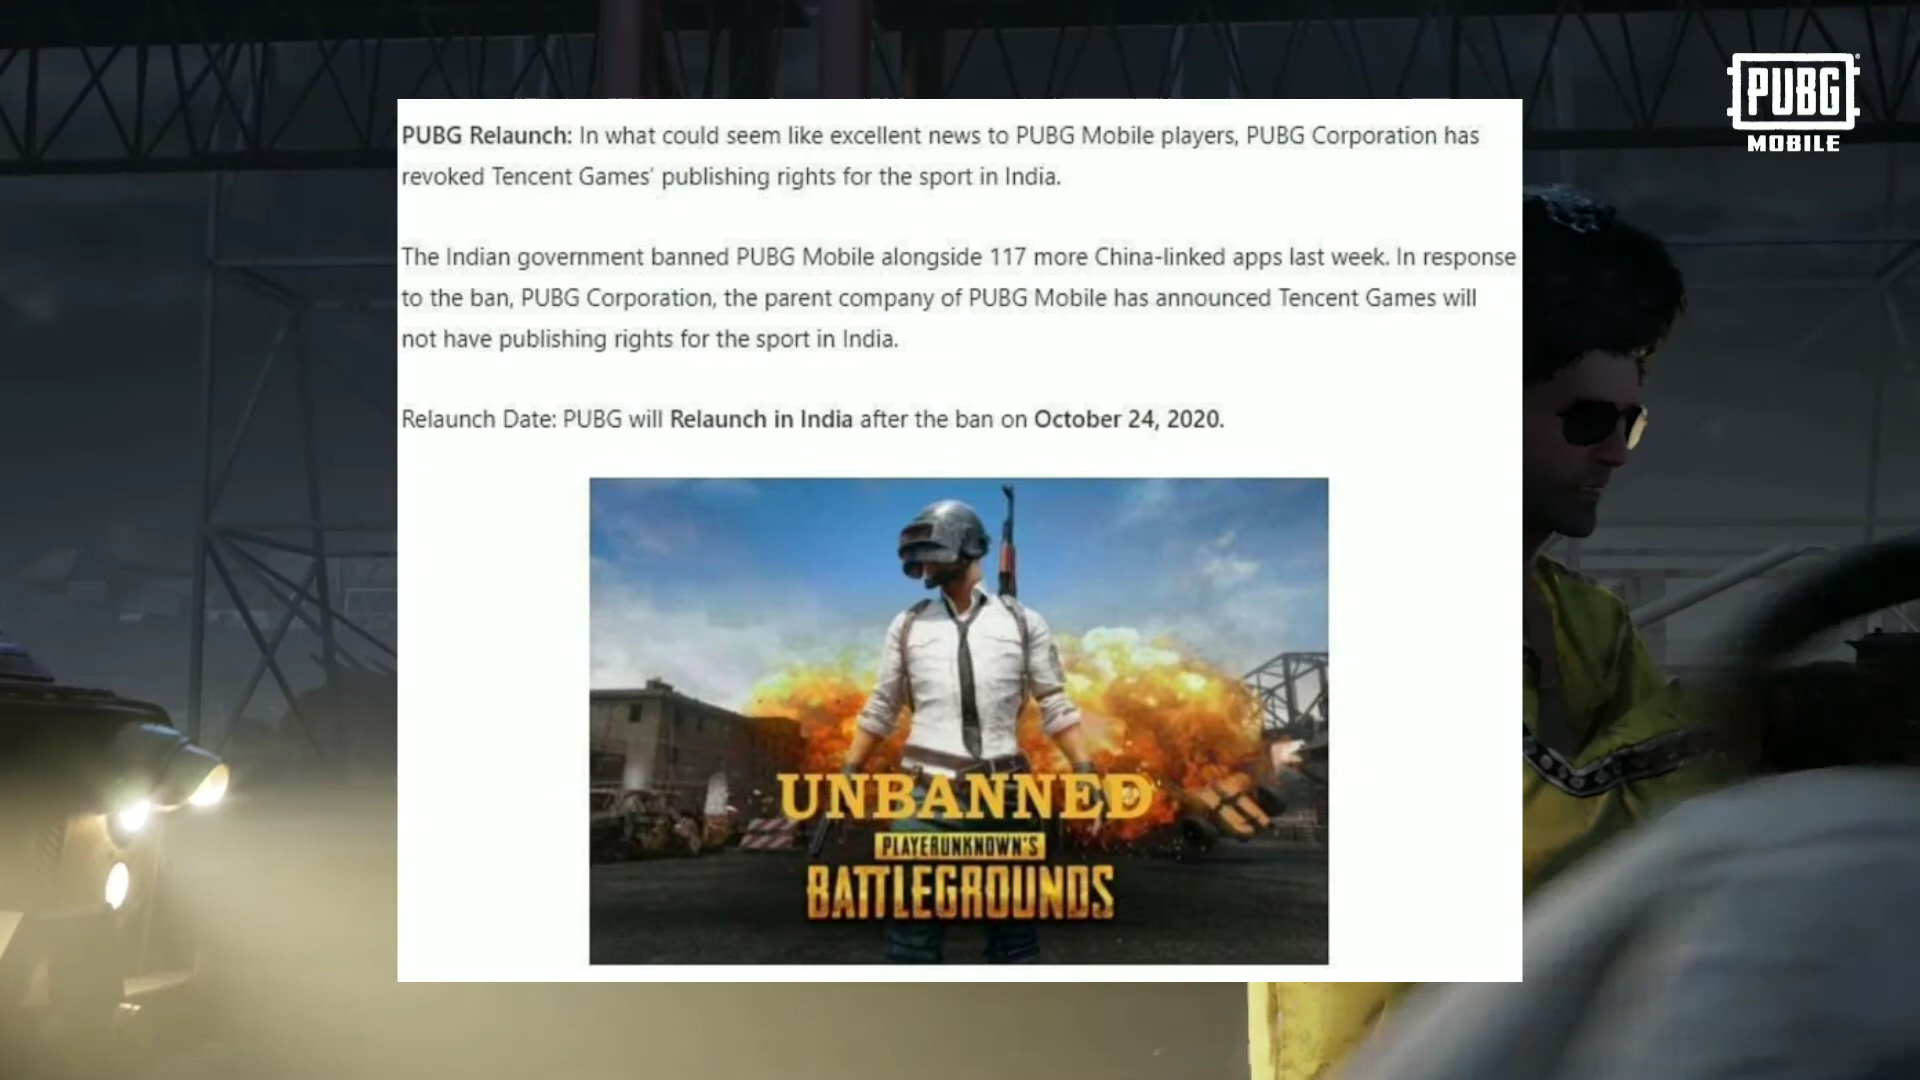 PUBG
MOBILE
PUBG Relaunch: In what could seem like excellent news to PUBG Mobile players, PUBG Corporation has
revoked Tencent Games' publishing rights for the sport in India.
The Indian government banned PUBG Mobile alongside 117 more China-linked apps last week. In response
to the ban, PUBG Corporation, the parent company of PUBG Mobile has announced Tencent Games will
not have publishing rights for the sport in India.
Relaunch Date: PUBG will Relaunch in India after the ban on October 24, 2020.
UNBANNED
PLAYERUNKNOWN'S
BATTLEGROUNDS